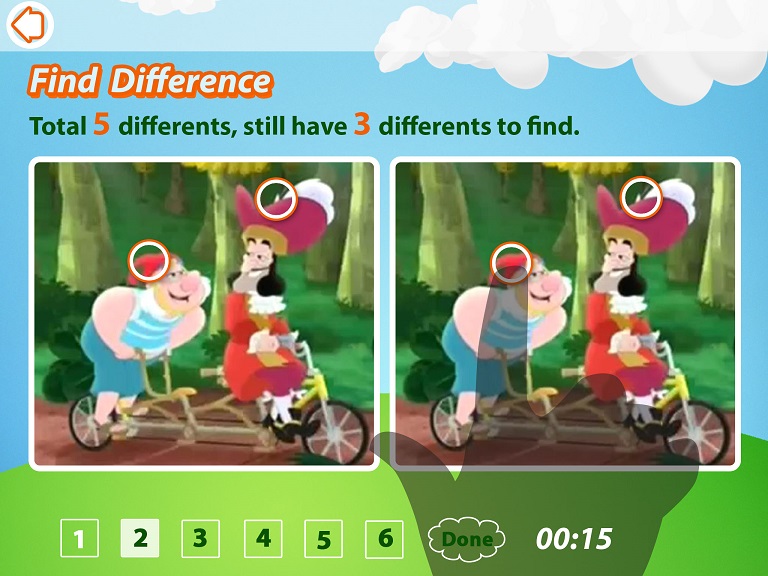 Find Difference
Total 5 differents, still have 3 differents to find.
1 2 3 4 5 6 Done 00:15